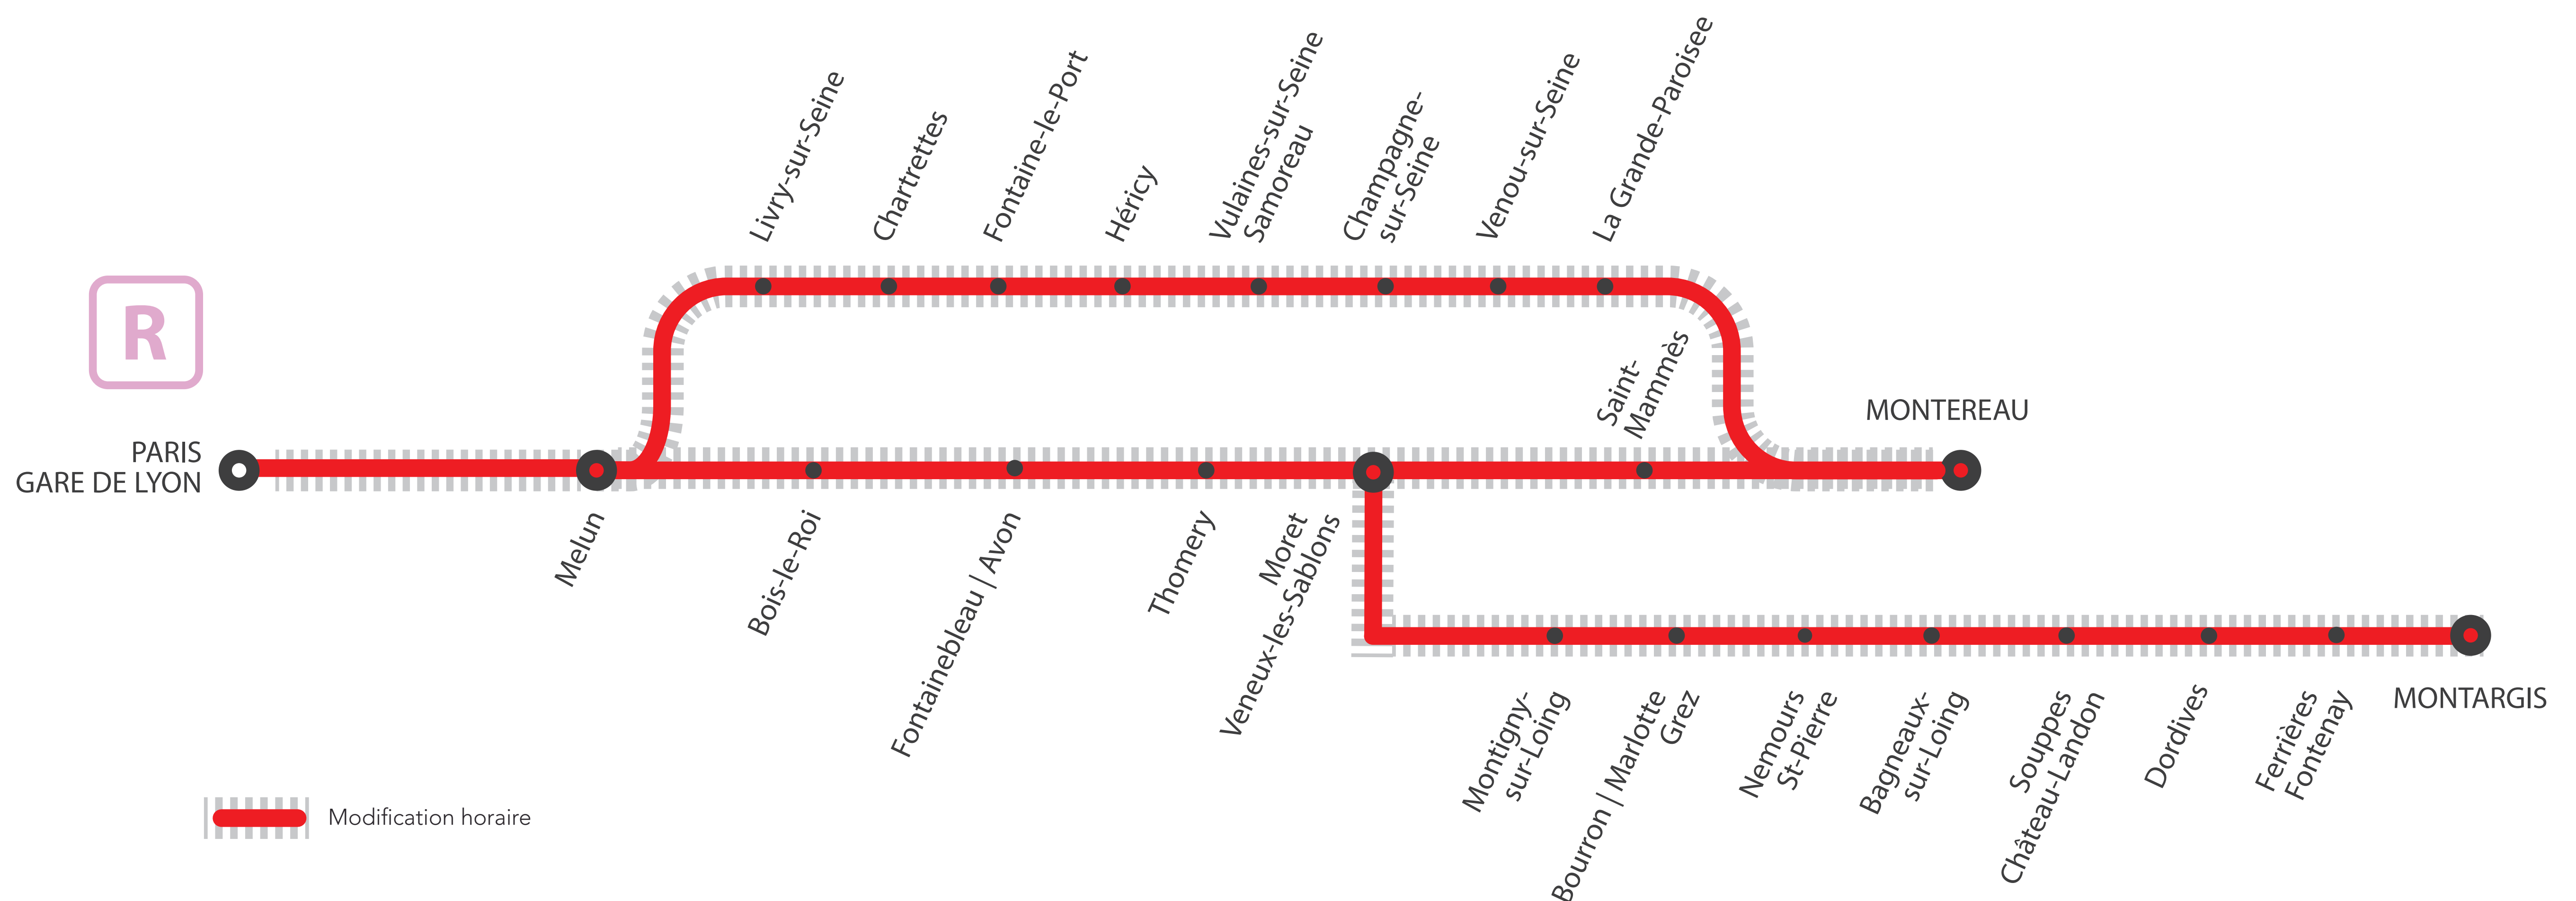 Livry-sur-Seine
Chartrettes
Fontaine-le-Port
Héricy
Vulaines-sur-Seine
Samoreau
Champagne-
sur-Seine
Venou-sur-Seine
La Grande-Paroisee
R
Saint-
Mammès
PARIS
GARE DE LYON
MONTEREAU
Melun
Bois-le-Roi
Fontainebleau | Avon
Thomery
Moret
Veneux-les-Sablons
Montigny-
sur-Loing
Bourron | Marlotte
Grez
Nemours
St-Pierre
Bagneaux-
sur-Loing
Souppes
Château-Landon
Dordives
Ferrières
Fontenay
MONTARGIS
Modification horaire